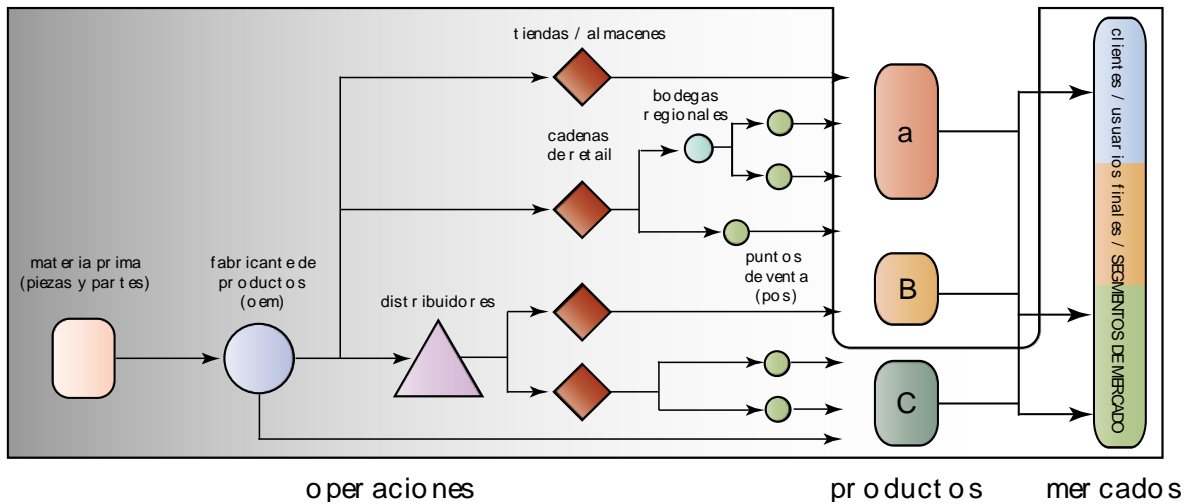 tiendas / almacenes
bodegas
regionales
cadenas
de retail
a
clientes / usuarios finales / SEGMENTOS DE MERCADO
materia prima
(piezas y partes)
fabricante de
productos
(oem)
distribuidores
puntos
de venta
(pos)
B
C
operaciones
productos
mercados